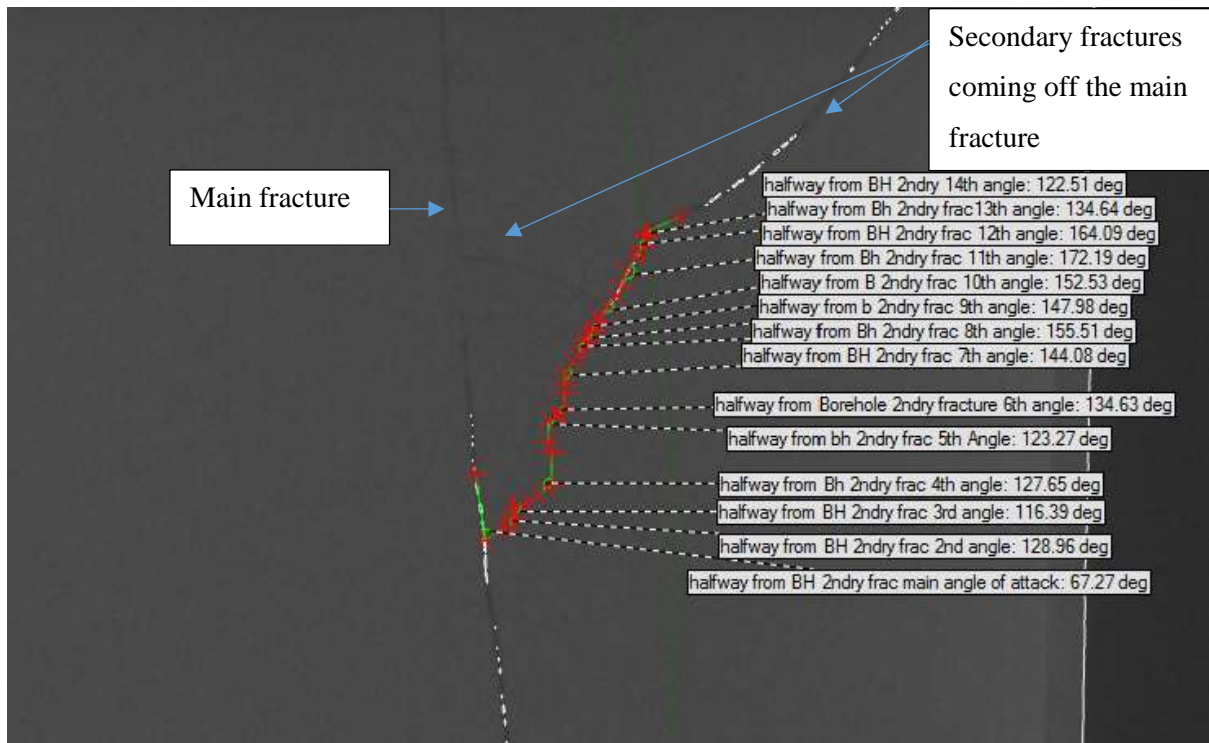 Secondary fractures
coming off the main
fracture
Main fracture
halfway from BH 2ndry 14th angle: 122.51 deg
halfway from Bh 2ndry frac13th angle: 134.64 deg
halfway from BH 2ndry frac 12th angle: 164.09 deg
halfway from Bh 2ndry frac 11th angle: 172.19 deg
halfway from B 2ndry frac 10th angle: 152.53 deg
halfway from b 2ndry frac 9th angle: 147.98 deg
halfway from Bh 2ndry frac 8th angle: 155.51 deg
halfway from BH 2ndry frac 7th angle: 144.08 deg
halfway from Borehole 2ndry fracture 6th angle: 134.63 deg
halfway from bh 2ndry frac 5th Angle: 123.27 deg
halfway from Bh 2ndry frac 4th angle: 127.65 deg
halfway from BH 2ndry frac 3rd angle: 116.39 deg
halfway from BH 2ndry frac 2nd angle: 128.96 deg
halfway from BH 2ndry frac main angle of attack: 67.27 deg